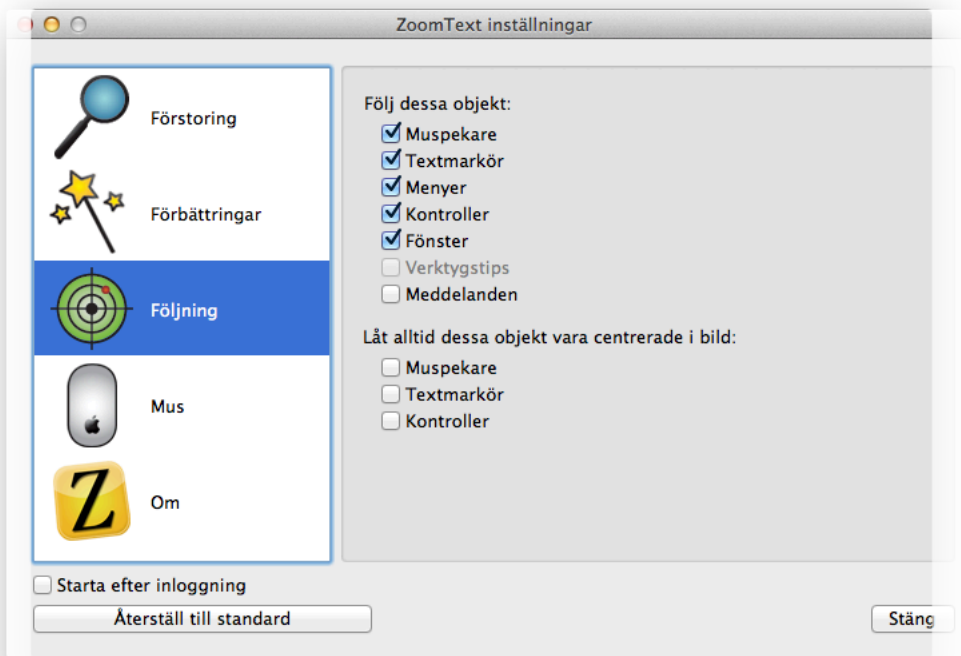 ZoomText inställningar
Förstoring
Förbättringar
Följning
Mus
Om
Följ dessa objekt:
Muspekare
Textmarkör
Menyer
Kontroller
Fönster
Verktygstips
Meddelanden
Låt alltid dessa objekt vara centrerade i bild:
Muspekare
Textmarkör
Kontroller
Starta efter inloggning
Återställ till standard
Stäng